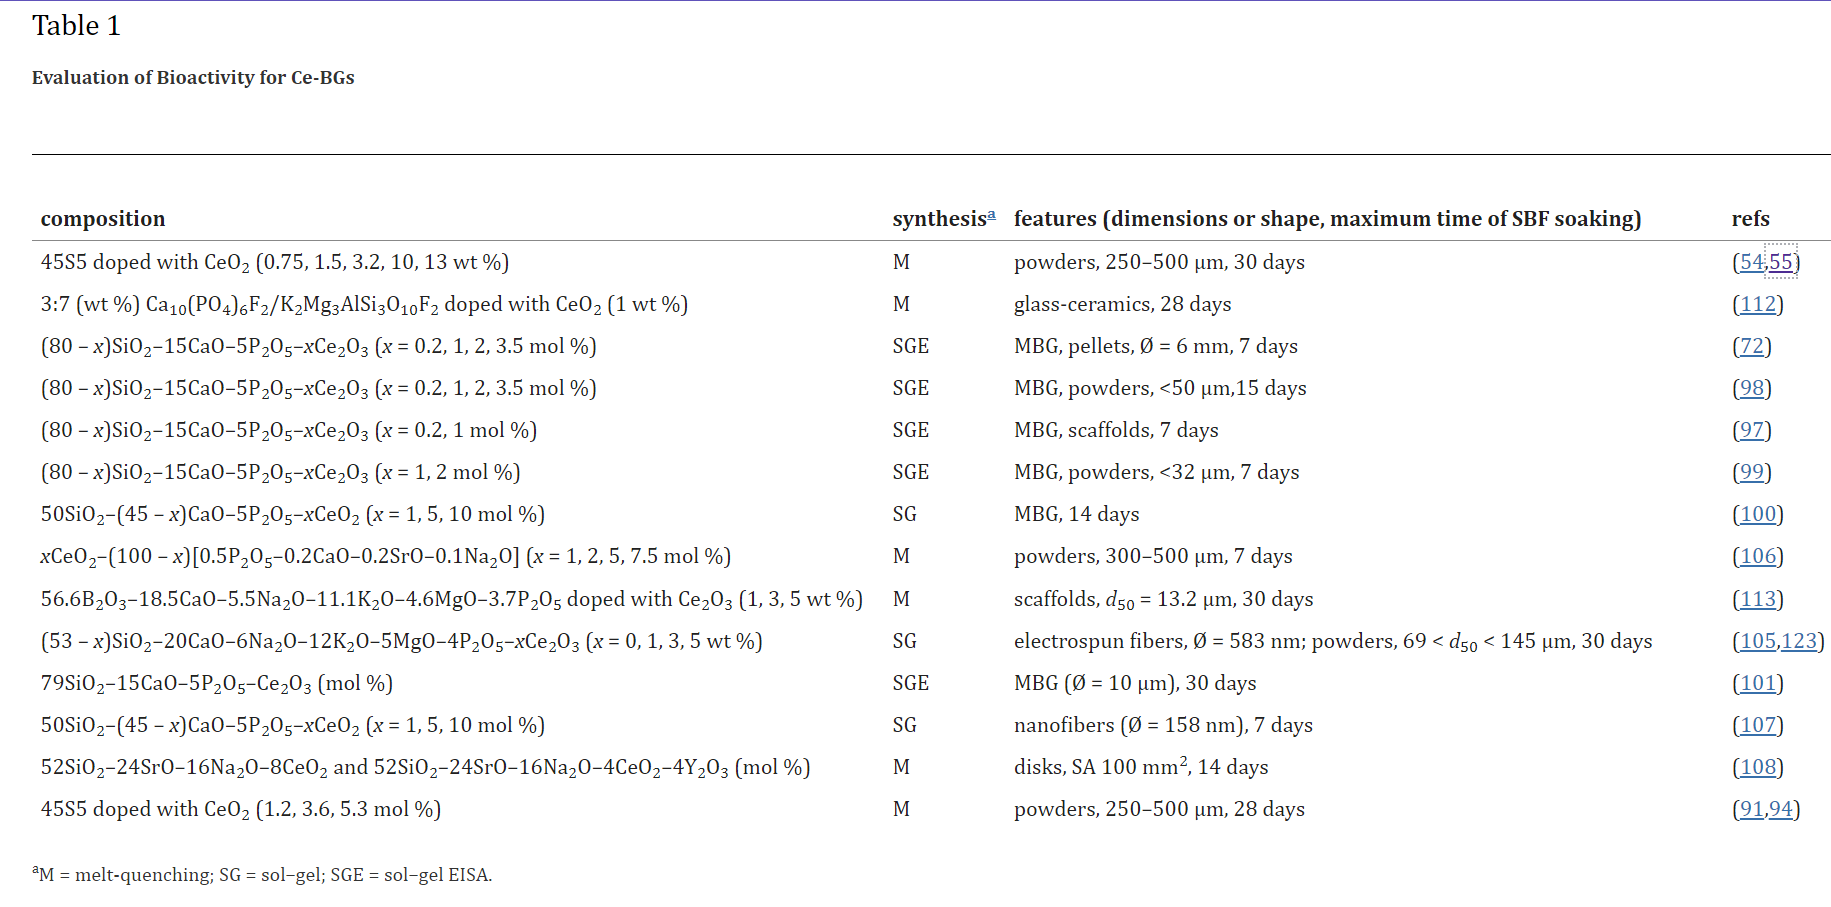 Table 1
Evaluation of Bioactivity for Ce-BGs
composition synthesisᵃ features (dimensions or shape, maximum time of SBF soaking) refs
45S5 doped with CeO₂ (0.75, 1.5, 3.2, 10, 13 wt %) M powders, 250–500 μm, 30 days (54,55)
3:7 (wt %) Ca₁₀(PO₄)₆F₂/K₂Mg₃AlSi₃O₁₀F₂ doped with CeO₂ (1 wt %) M glass-ceramics, 28 days (112)
(80 – x)SiO₂–15CaO–5P₂O₅–xCe₂O₃ (x = 0.2, 1, 2, 3.5 mol %) SGE MBG, pellets, Ø = 6 mm, 7 days (72)
(80 – x)SiO₂–15CaO–5P₂O₅–xCe₂O₃ (x = 0.2, 1, 2, 3.5 mol %) SGE MBG, powders, <50 μm,15 days (98)
(80 – x)SiO₂–15CaO–5P₂O₅–xCe₂O₃ (x = 0.2, 1 mol %) SGE MBG, scaffolds, 7 days (97)
(80 – x)SiO₂–15CaO–5P₂O₅–xCe₂O₃ (x = 1, 2 mol %) SGE MBG, powders, <32 μm, 7 days (99)
50SiO₂–(45 – x)CaO–5P₂O₅–xCeO₂ (x = 1, 5, 10 mol %) SG MBG, 14 days (100)
xCeO₂–(100 – x)[0.5P₂O₅–0.2CaO–0.2SrO–0.1Na₂O] (x = 1, 2, 5, 7.5 mol %) M powders, 300–500 μm, 7 days (106)
56.6B₂O₃–18.5CaO–5.5Na₂O–11.1K₂O–4.6MgO–3.7P₂O₅ doped with Ce₂O₃ (1, 3, 5 wt %) M scaffolds, d₅₀ = 13.2 μm, 30 days (113)
(53 – x)SiO₂–20CaO–6Na₂O–12K₂O–5MgO–4P₂O₅–xCe₂O₃ (x = 0, 1, 3, 5 wt %) SG electrospun fibers, Ø = 583 nm; powders, 69 < d₅₀ < 145 μm, 30 days (105,123)
79SiO₂–15CaO–5P₂O₅–Ce₂O₃ (mol %) SGE MBG (Ø = 10 μm), 30 days (101)
50SiO₂–(45 – x)CaO–5P₂O₅–xCeO₂ (x = 1, 5, 10 mol %) SG nanofibers (Ø = 158 nm), 7 days (107)
52SiO₂–24SrO–16Na₂O–8CeO₂ and 52SiO₂–24SrO–16Na₂O–4CeO₂–4Y₂O₃ (mol %) M disks, SA 100 mm², 14 days (108)
45S5 doped with CeO₂ (1.2, 3.6, 5.3 mol %) M powders, 250–500 μm, 28 days (91,94)
ᵃM = melt-quenching; SG = sol–gel; SGE = sol–gel EISA.